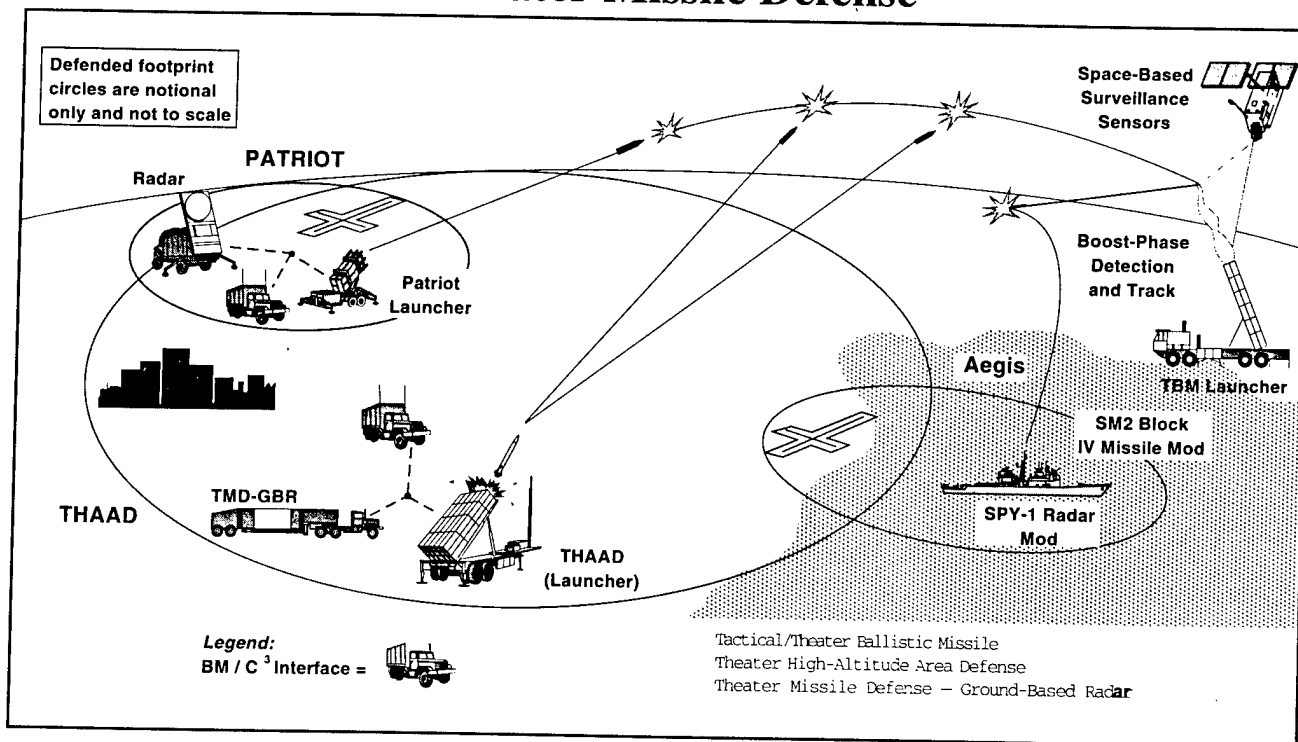 Missile Defense
Defended footprint
circles are notional
only and not to scale
PATRIOT
Radar
Patriot
Launcher
Space-Based
Surveillance
Sensors
Boost-Phase
Detection
and Track
TBM Launcher
Aegis
SM2 Block
IV Missile Mod
SPY-1 Radar
Mod
TMD-GBR
THAAD
THAAD
(Launcher)
Legend:
BM / C³ Interface =
Tactical/Theater Ballistic Missile
Theater High-Altitude Area Defense
Theater Missile Defense — Ground-Based Radar